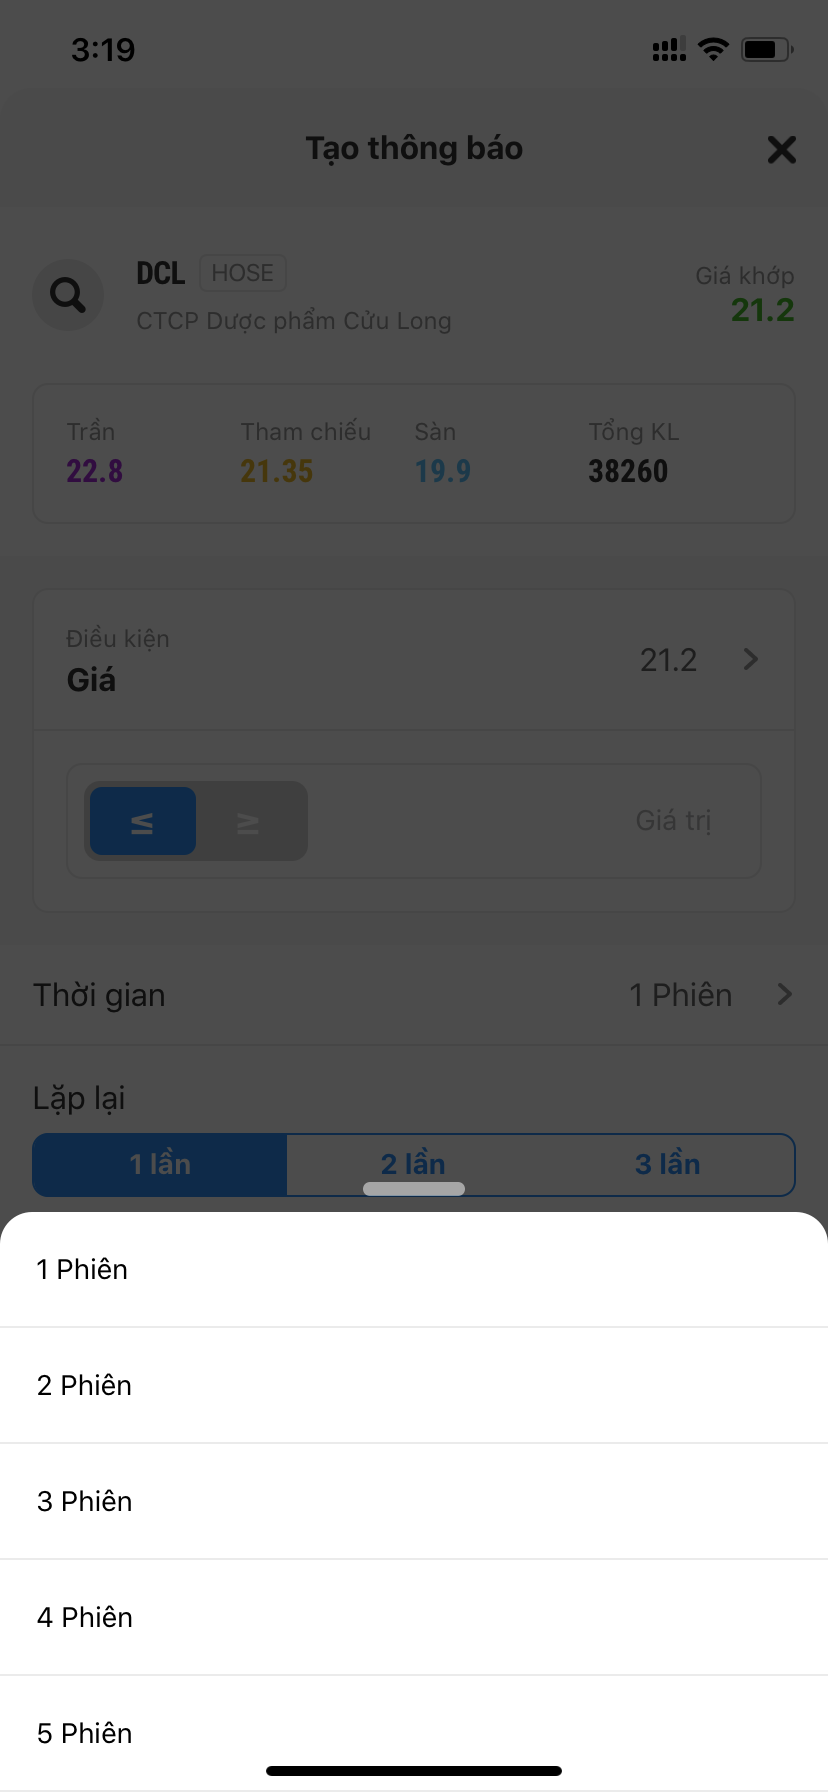 3:19
Tạo thông báo
DCL HOSE
Giá khớp
21.2
CTCP Dược phẩm Cửu Long
Trần Tham chiếu Sàn Tổng KL
22.8 21.35 19.9 38260
Điều kiện
Giá
21.2
≤ ≥ Giá trị
Thời gian 1 Phiên
Lặp lại
1 lần 2 lần 3 lần
1 Phiên
2 Phiên
3 Phiên
4 Phiên
5 Phiên